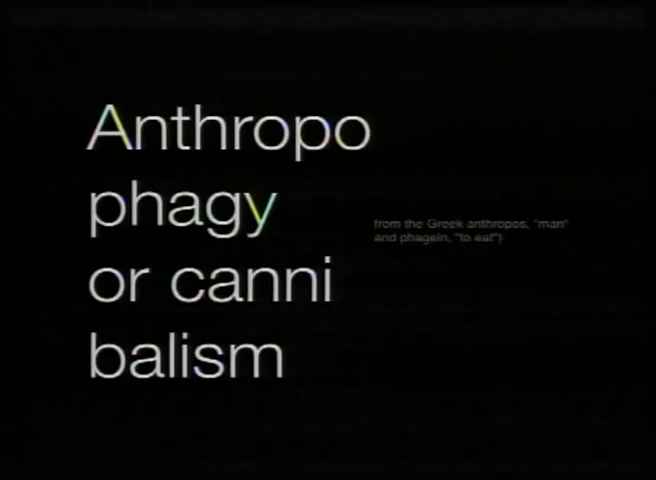 Anthropo
phagy
or canni
balism
from the Greek anthropos, "man"
and phagein, "to eat")